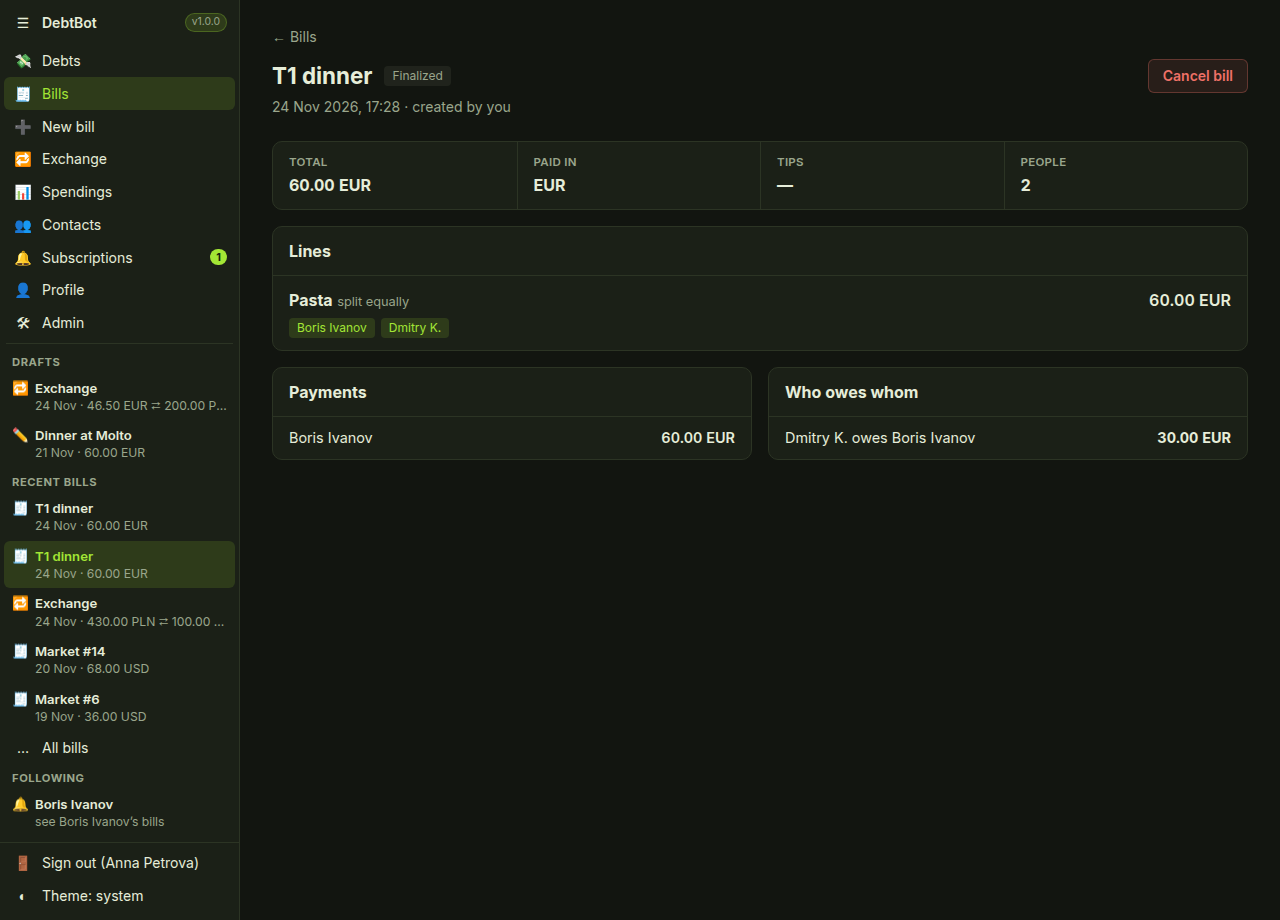 ☰ DebtBot v1.0.0
💸 Debts
🧾 Bills
➕ New bill
🔁 Exchange
📊 Spendings
👥 Contacts
🔔 Subscriptions 1
👤 Profile
🛠 Admin
DRAFTS
🔁 Exchange
24 Nov · 46.50 EUR ⇄ 200.00 P…
✏️ Dinner at Molto
21 Nov · 60.00 EUR
RECENT BILLS
🧾 T1 dinner
24 Nov · 60.00 EUR
🧾 T1 dinner
24 Nov · 60.00 EUR
🔁 Exchange
24 Nov · 430.00 PLN ⇄ 100.00 …
🧾 Market #14
20 Nov · 68.00 USD
🧾 Market #6
19 Nov · 36.00 USD
… All bills
FOLLOWING
🔔 Boris Ivanov
see Boris Ivanov’s bills
🚪 Sign out (Anna Petrova)
Theme: system
← Bills
T1 dinner Finalized
Cancel bill
24 Nov 2026, 17:28 · created by you
TOTAL
60.00 EUR
PAID IN
EUR
TIPS
—
PEOPLE
2
Lines
Pasta split equally 60.00 EUR
Boris Ivanov Dmitry K.
Payments
Boris Ivanov 60.00 EUR
Who owes whom
Dmitry K. owes Boris Ivanov 30.00 EUR